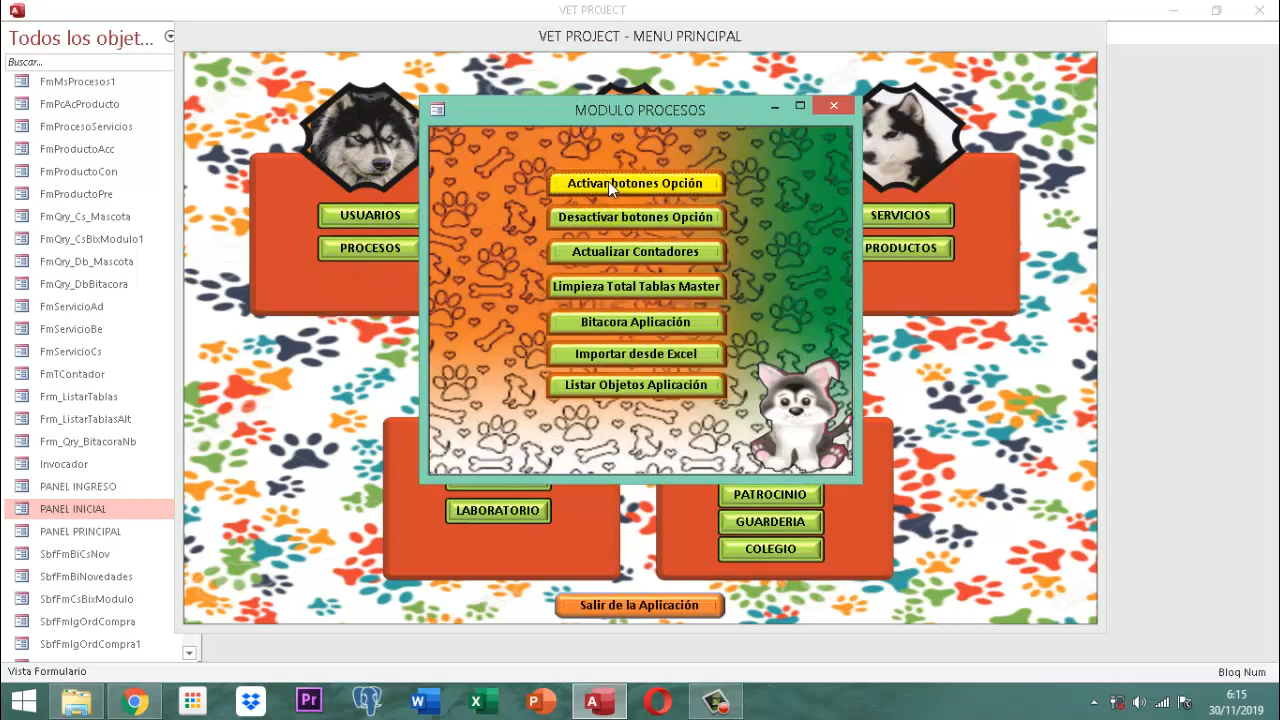 VET PROJECT
Todos los objet...
Buscar...
FmMsProcesos1
FmPcAcProducto
FmProcesoServicios
FmProductoAcc
FmProductoCon
FmProductoPre
FmQry_Cs_Mascota
FmQry_CsBixModulo1
FmQry_Db_Mascota
FmQry_DbBitacora
FmServicioAd
FmServicioBe
FmServicioCs
FmTContador
Frm_ListarTablas
Frm_ListarTablasAlt
Frm_Qry_BitacoraNb
Invocador
PANEL INGRESO
PANEL INICIAL
PANEL PRINCIPAL
SbfFmBiCsNov
SbfFmBiNovedades
SbfFmCsBixModulo
SbfFmIgOrdCompra
SbfFmIgOrdCompra1
VET PROJECT - MENU PRINCIPAL
USUARIOS
PROCESOS
MODULO PROCESOS
Activar botones Opción
Desactivar botones Opción
Actualizar Contadores
Limpieza Total Tablas Master
Bitacora Aplicación
Importar desde Excel
Listar Objetos Aplicación
SERVICIOS
PRODUCTOS
LABORATORIO
PATROCINIO
GUARDERIA
COLEGIO
Salir de la Aplicación
Vista Formulario
Bloq Num
6:15
30/11/2019